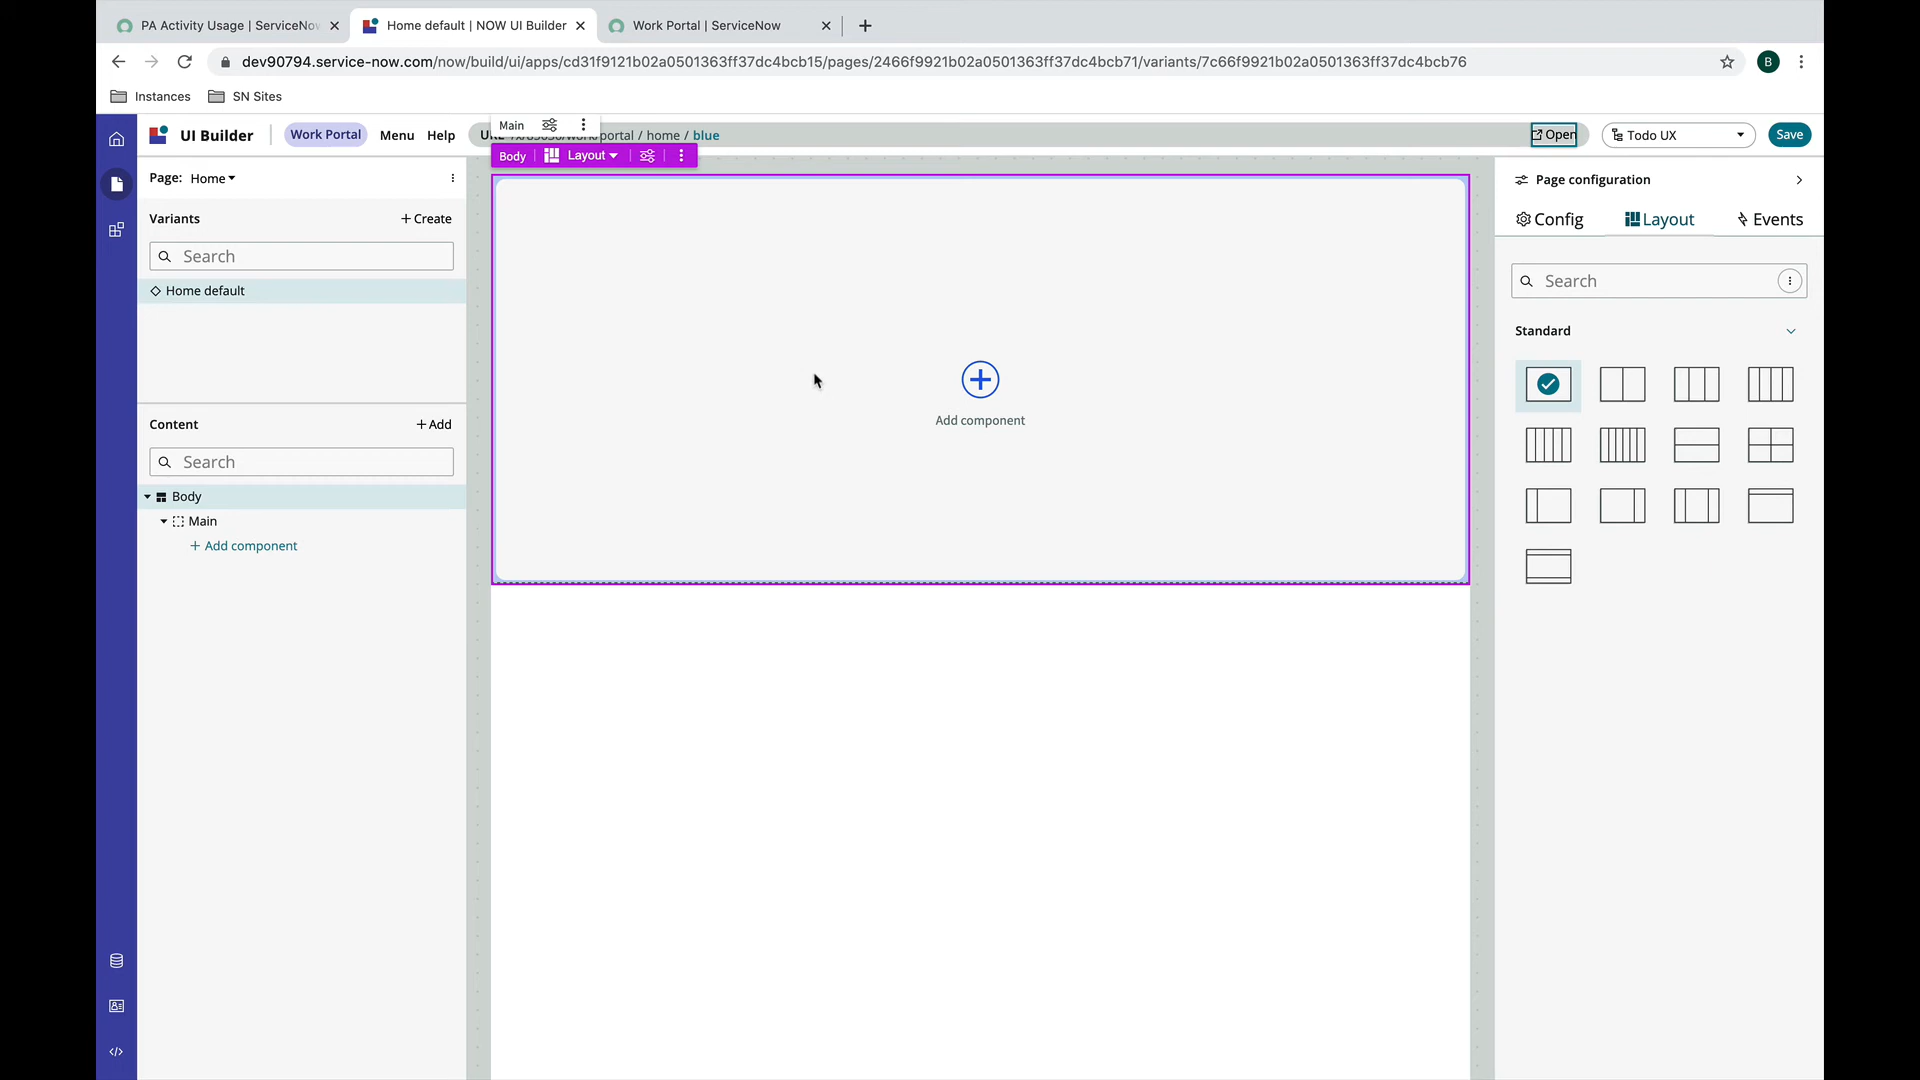 PA Activity Usage | ServiceNow
Home default | NOW UI Builder
Work Portal | ServiceNow
dev90794.service-now.com/now/build/ui/apps/cd31f9121b02a0501363ff37dc4bcb15/pages/2466f9921b02a0501363ff37dc4bcb71/variants/7c66f9921b02a0501363ff37dc4bcb76
B
Instances
SN Sites
UI Builder
Work Portal
Menu
Help
Main
portal / home / blue
Open
Todo UX
Save
Body
Layout
Page: Home
Variants
+ Create
Search
Home default
Content
+ Add
Search
Body
Main
+ Add component
Add component
Page configuration
Config
Layout
Events
Search
Standard